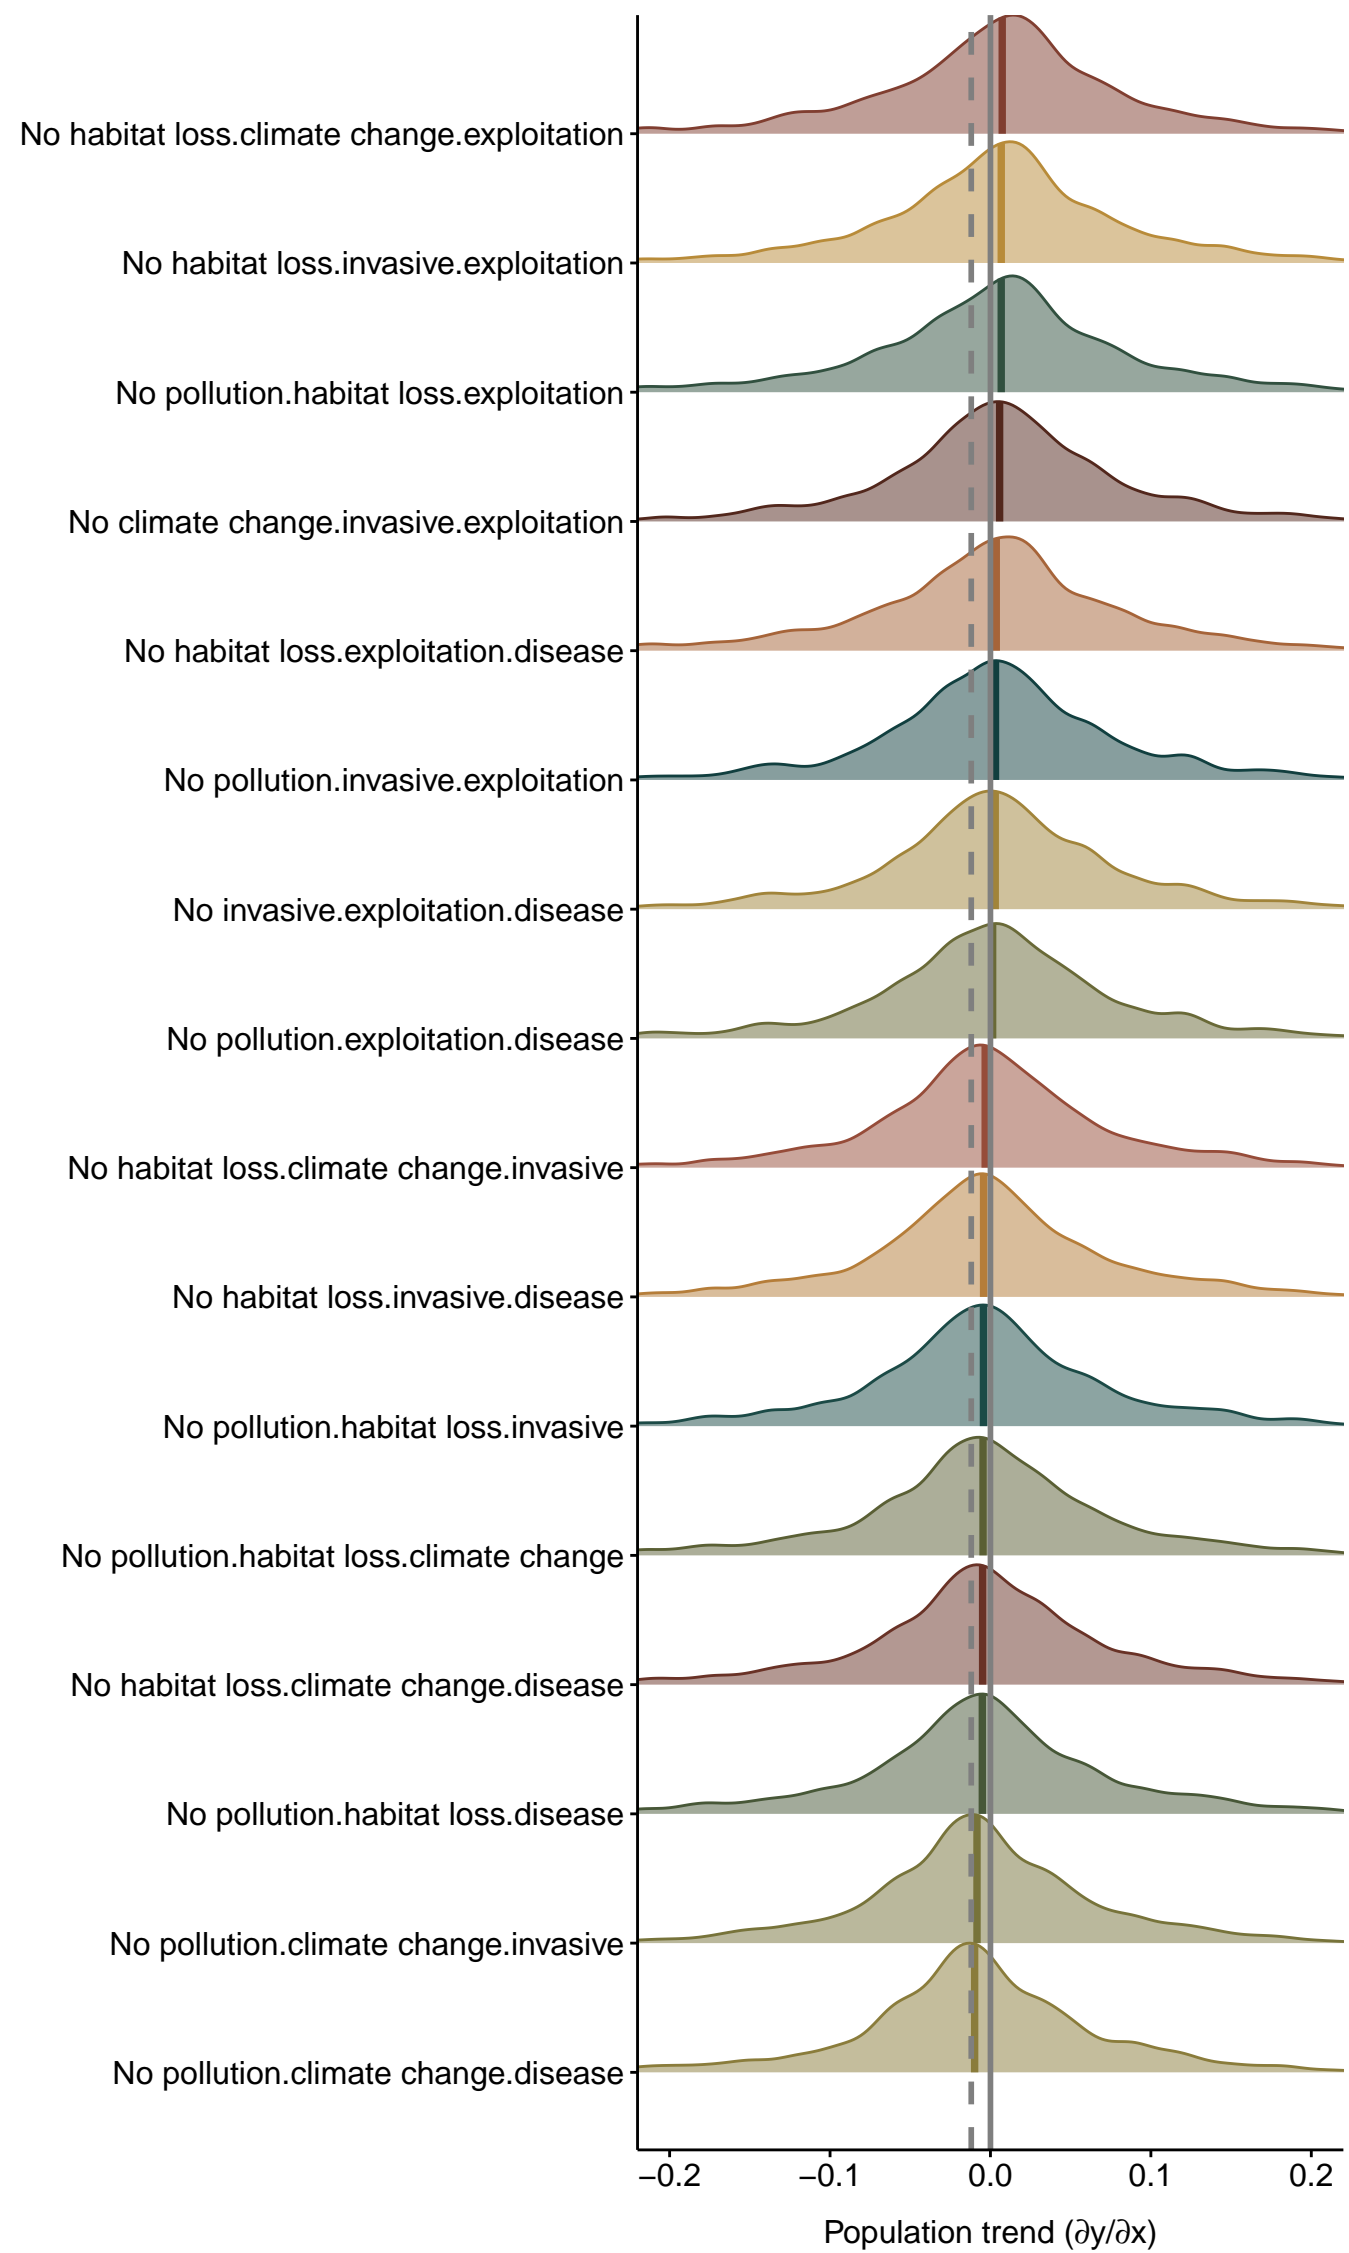 No habitat loss.climate change.exploitation
No habitat loss.invasive.exploitation
No pollution.habitat loss.exploitation
No climate change.invasive.exploitation
No habitat loss.exploitation.disease
No pollution.invasive.exploitation
No invasive.exploitation.disease
No pollution.exploitation.disease
No habitat loss.climate change.invasive
No habitat loss.invasive.disease
No pollution.habitat loss.invasive
No pollution.habitat loss.climate change
No habitat loss.climate change.disease
No pollution.habitat loss.disease
No pollution.climate change.invasive
No pollution.climate change.disease
−0.2 −0.1 0.0 0.1 0.2
Population trend (∂y/∂x)